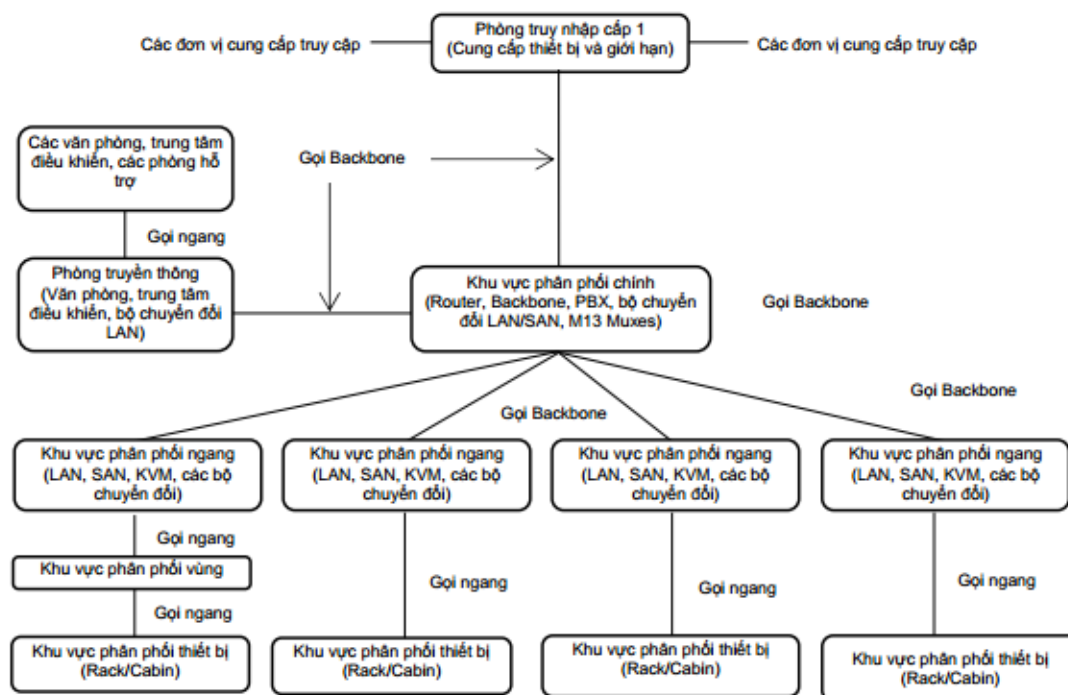 Phòng truy nhập cấp 1
(Cung cấp thiết bị và giới hạn)
Các đơn vị cung cấp truy cập
Các đơn vị cung cấp truy cập
Các văn phòng, trung tâm
điều khiển, các phòng hỗ
trợ
Gọi Backbone
Gọi ngang
Phòng truyền thông
(Văn phòng, trung tâm
điều khiển, bộ chuyển đổi
LAN)
Khu vực phân phối chính
(Router, Backbone, PBX, bộ chuyển
đổi LAN/SAN, M13 Muxes)
Gọi Backbone
Gọi Backbone
Gọi Backbone
Khu vực phân phối ngang
(LAN, SAN, KVM, các bộ
chuyển đổi)
Khu vực phân phối ngang
(LAN, SAN, KVM, các bộ
chuyển đổi)
Khu vực phân phối ngang
(LAN, SAN, KVM, các bộ
chuyển đổi)
Khu vực phân phối ngang
(LAN, SAN, KVM, các bộ
chuyển đổi)
Gọi ngang
Khu vực phân phối vùng
Gọi ngang
Gọi ngang
Gọi ngang
Gọi ngang
Khu vực phân phối thiết bị
(Rack/Cabin)
Khu vực phân phối thiết bị
(Rack/Cabin)
Khu vực phân phối thiết bị
(Rack/Cabin)
Khu vực phân phối thiết bị
(Rack/Cabin)